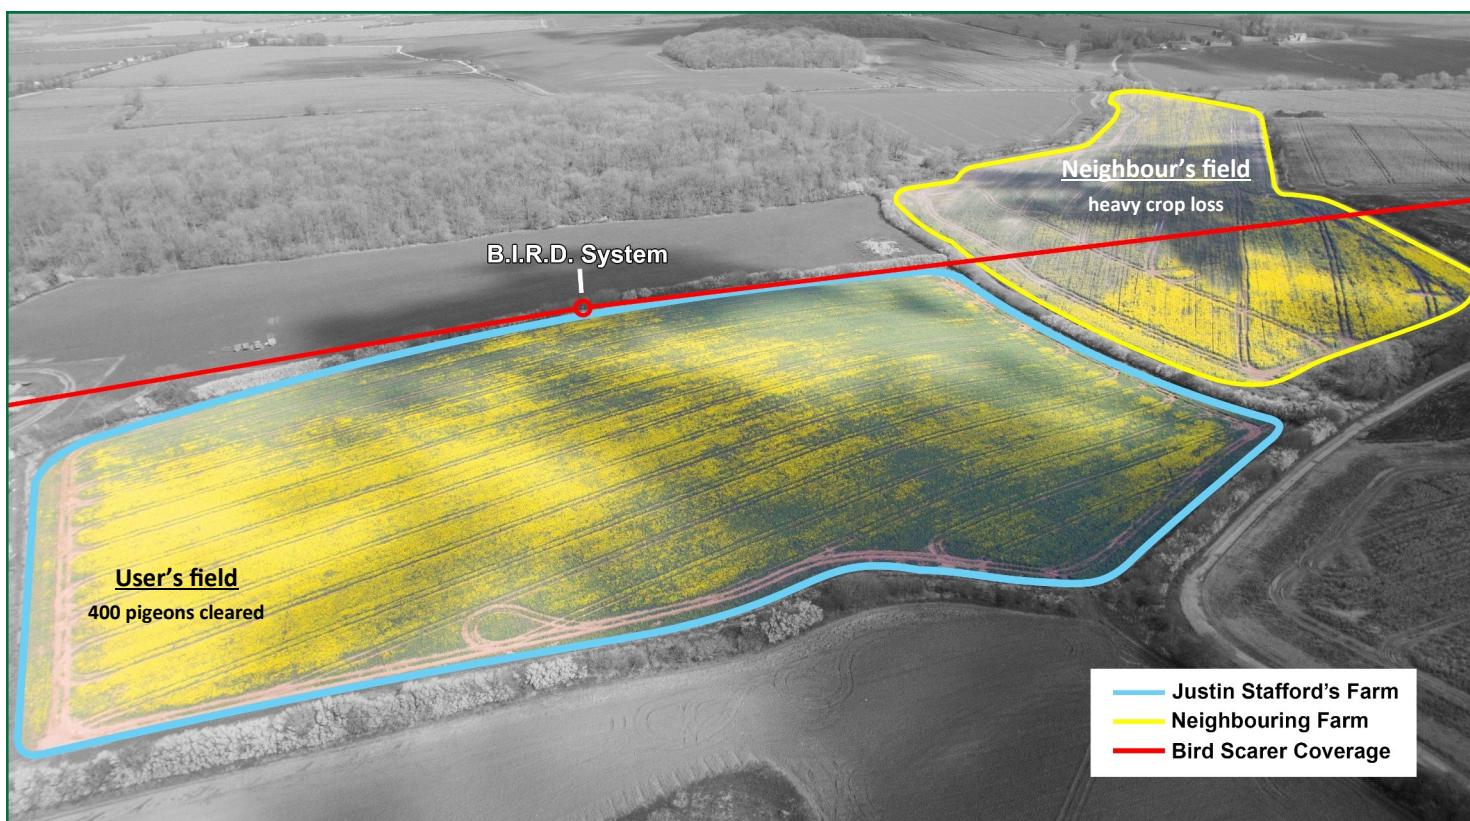 Neighbour's field
heavy crop loss
B.I.R.D. System
User's field
400 pigeons cleared
Justin Stafford's Farm
Neighbouring Farm
Bird Scarer Coverage